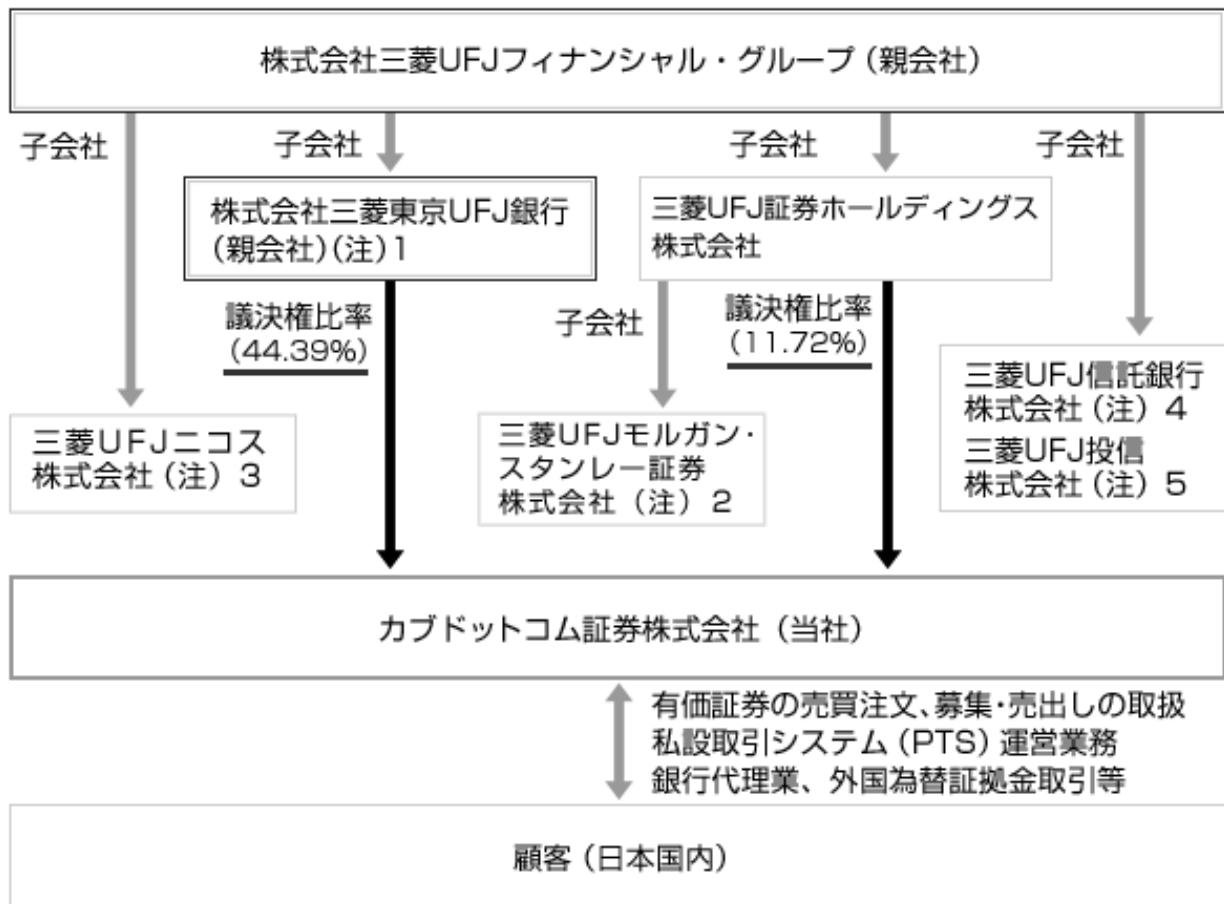 株式会社三菱UFJフィナンシャル・グループ（親会社）
子会社
子会社
子会社
子会社
株式会社三菱東京UFJ銀行
（親会社）（注）1
三菱UFJ証券ホールディングス
株式会社
議決権比率
（44.39%）
子会社
議決権比率
（11.72%）
三菱UFJ信託銀行
株式会社（注）4
三菱UFJ投信
株式会社（注）5
三菱UFJニコス
株式会社（注）3
三菱UFJモルガン・
スタンレー証券
株式会社（注）2
カブドットコム証券株式会社（当社）
有価証券の売買注文、募集・売出しの取扱
私設取引システム（PTS）運営業務
銀行代理業、外国為替証拠金取引等
顧客（日本国内）